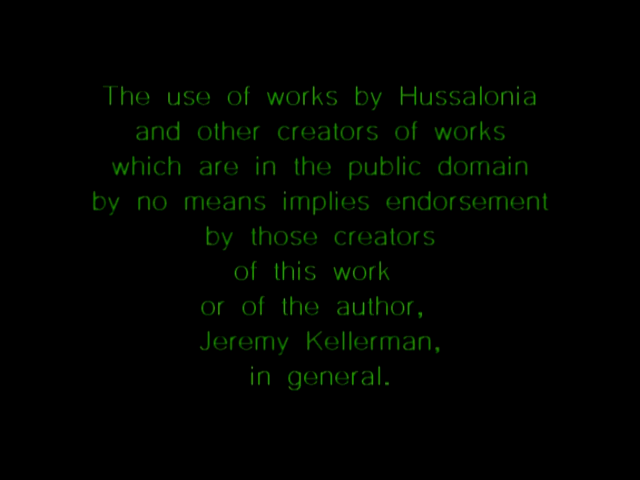 The use of works by Hussalonia
and other creators of works
which are in the public domain
by no means implies endorsement
by those creators
of this work
or of the author,
Jeremy Kellerman,
in general.